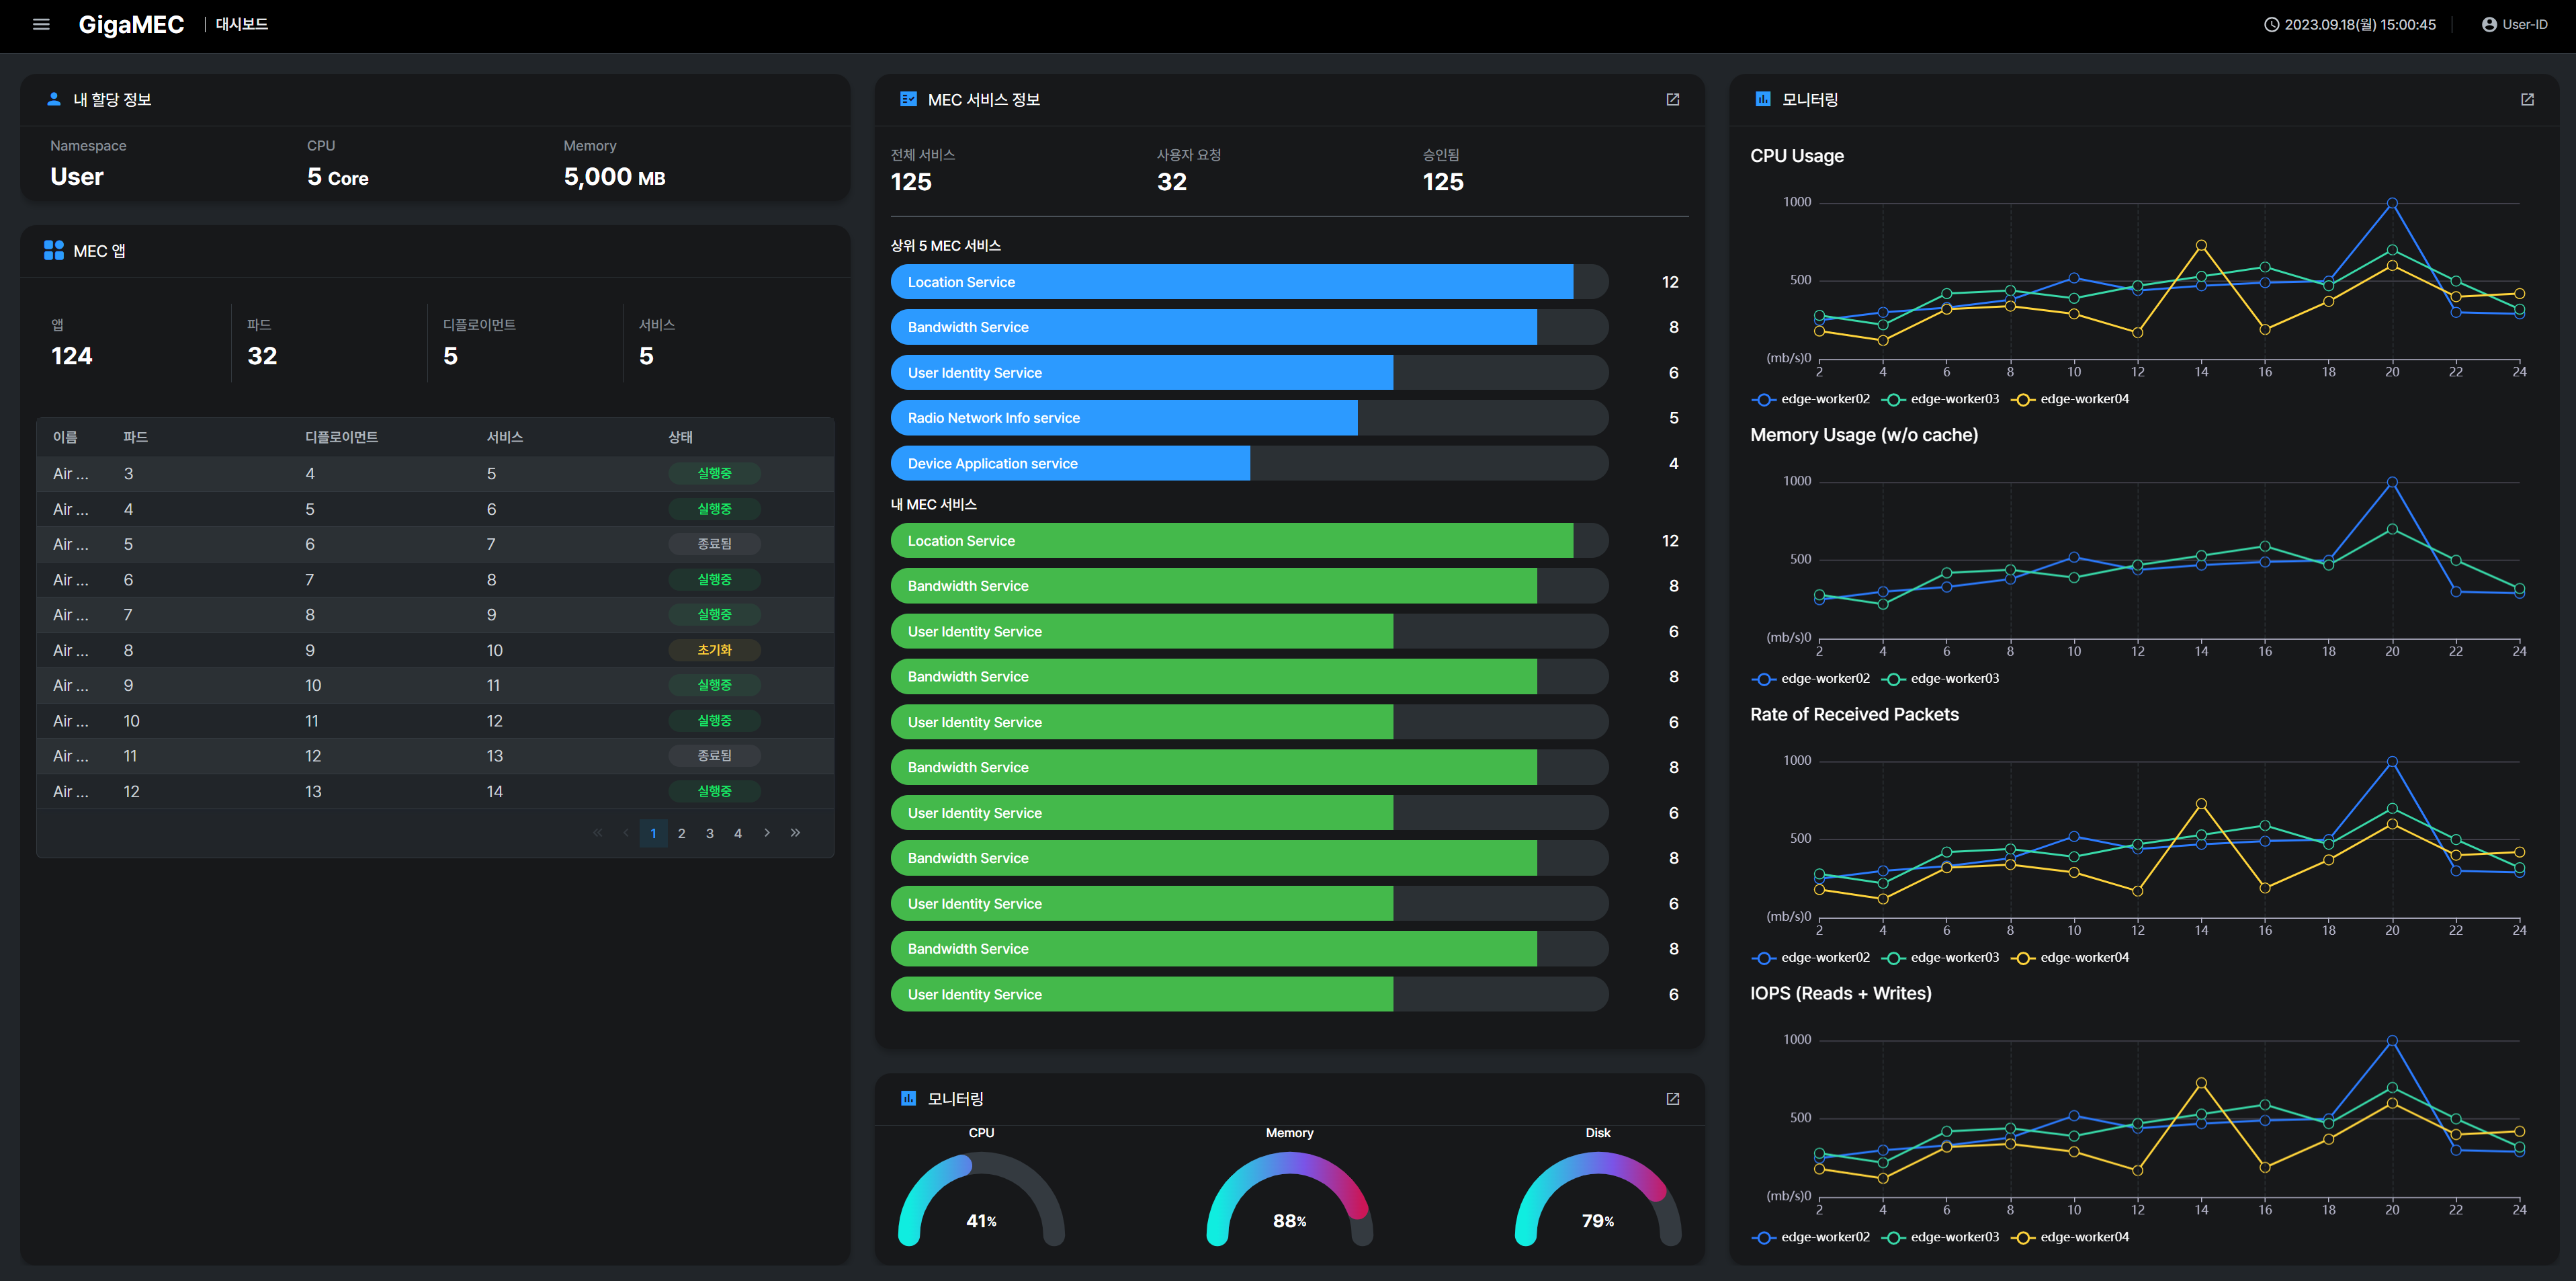 GigaMEC
대시보드
2023.09.18(월) 15:00:45
User-ID
내 할당 정보
Namespace CPU Memory
User 5 Core 5,000 MB
MEC 앱
앱 파드 디플로이먼트 서비스
124 32 5 5
이름 파드 디플로이먼트 서비스 상태
Air ... 3 4 5 실행중
Air ... 4 5 6 실행중
Air ... 5 6 7 종료됨
Air ... 6 7 8 실행중
Air ... 7 8 9 실행중
Air ... 8 9 10 초기화
Air ... 9 10 11 실행중
Air ... 10 11 12 실행중
Air ... 11 12 13 종료됨
Air ... 12 13 14 실행중
« ‹ 1 2 3 4 › »
MEC 서비스 정보
전체 서비스 사용자 요청 승인됨
125 32 125
상위 5 MEC 서비스
Location Service 12
Bandwidth Service 8
User Identity Service 6
Radio Network Info service 5
Device Application service 4
내 MEC 서비스
Location Service 12
Bandwidth Service 8
User Identity Service 6
Bandwidth Service 8
User Identity Service 6
Bandwidth Service 8
User Identity Service 6
Bandwidth Service 8
User Identity Service 6
Bandwidth Service 8
User Identity Service 6
모니터링
CPU Memory Disk
41% 88% 79%
모니터링
CPU Usage
1000
500
(mb/s)0
2 4 6 8 10 12 14 16 18 20 22 24
edge-worker02 edge-worker03 edge-worker04
Memory Usage (w/o cache)
1000
500
(mb/s)0
2 4 6 8 10 12 14 16 18 20 22 24
edge-worker02 edge-worker03
Rate of Received Packets
1000
500
(mb/s)0
2 4 6 8 10 12 14 16 18 20 22 24
edge-worker02 edge-worker03 edge-worker04
IOPS (Reads + Writes)
1000
500
(mb/s)0
2 4 6 8 10 12 14 16 18 20 22 24
edge-worker02 edge-worker03 edge-worker04